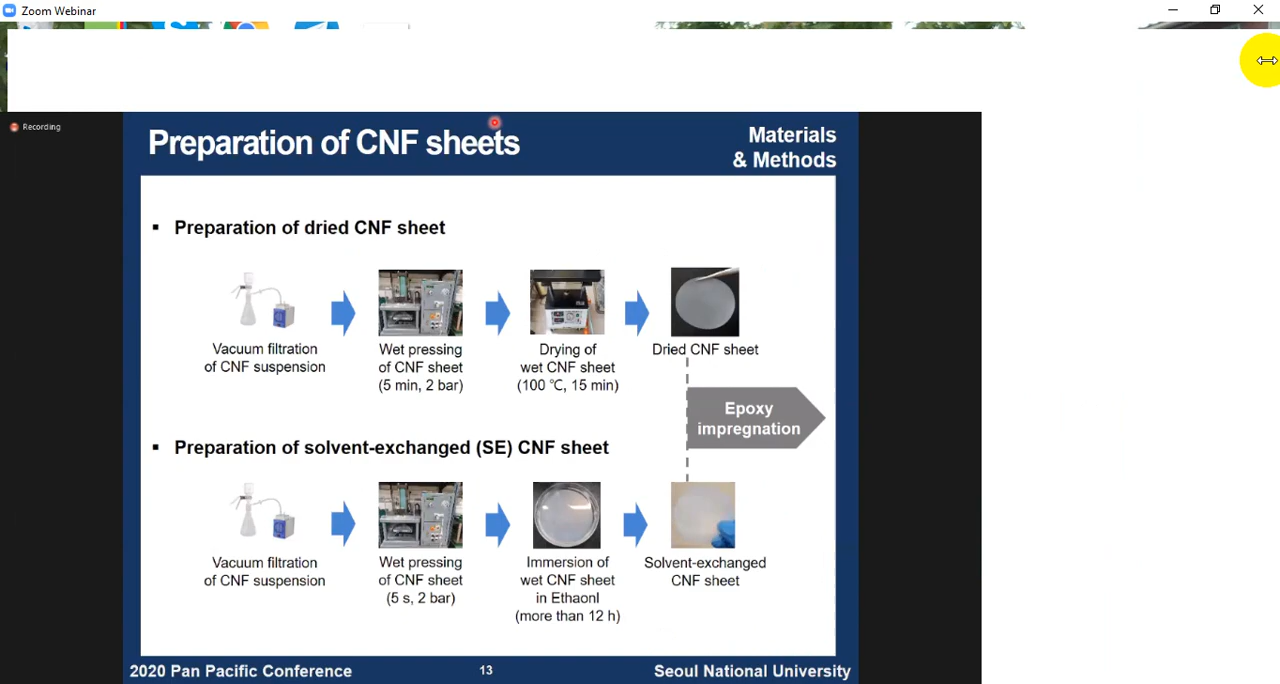 Zoom Webinar
Recording
Preparation of CNF sheets
Materials
& Methods
▪ Preparation of dried CNF sheet
Vacuum filtration
of CNF suspension
Wet pressing
of CNF sheet
(5 min, 2 bar)
Drying of
wet CNF sheet
(100 ℃, 15 min)
Dried CNF sheet
Epoxy
impregnation
▪ Preparation of solvent-exchanged (SE) CNF sheet
Vacuum filtration
of CNF suspension
Wet pressing
of CNF sheet
(5 s, 2 bar)
Immersion of
wet CNF sheet
in Ethaonl
(more than 12 h)
Solvent-exchanged
CNF sheet
2020 Pan Pacific Conference
13
Seoul National University